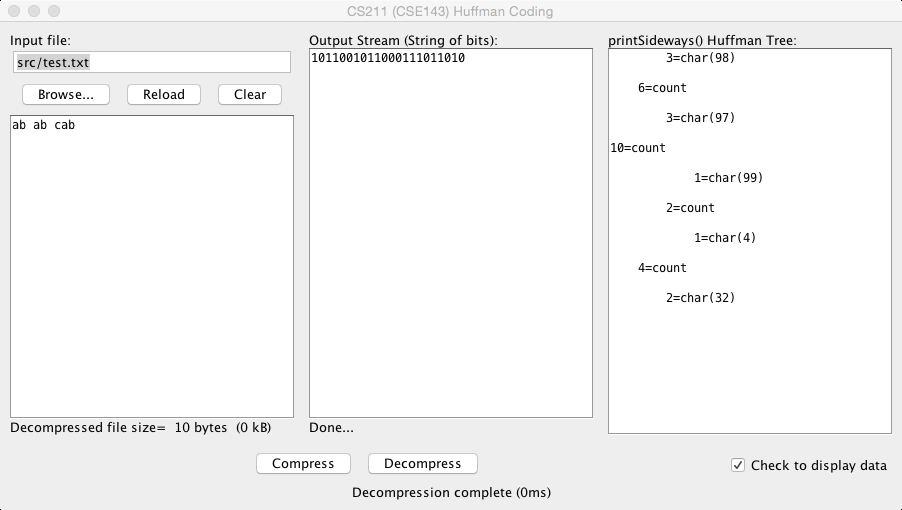 CS211 (CSE143) Huffman Coding
Input file:
src/test.txt
Browse...
Reload
Clear
ab ab cab
Decompressed file size=  10 bytes  (0 kB)
Output Stream (String of bits):
1011001011000111011010
Done...
printSideways() Huffman Tree:
        3=char(98)
    6=count
        3=char(97)
10=count
            1=char(99)
        2=count
            1=char(4)
    4=count
        2=char(32)
Compress
Decompress
Check to display data
Decompression complete (0ms)